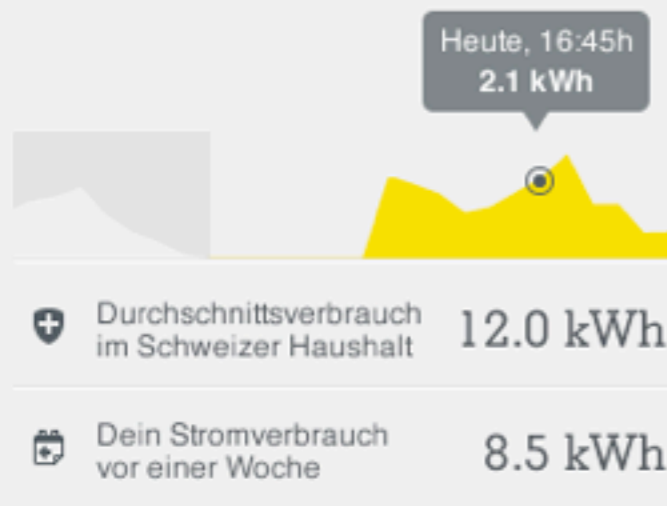 Heute, 16:45h
2.1 kWh
Durchschnittsverbrauch
im Schweizer Haushalt
12.0 kWh
Dein Stromverbrauch
vor einer Woche
8.5 kWh